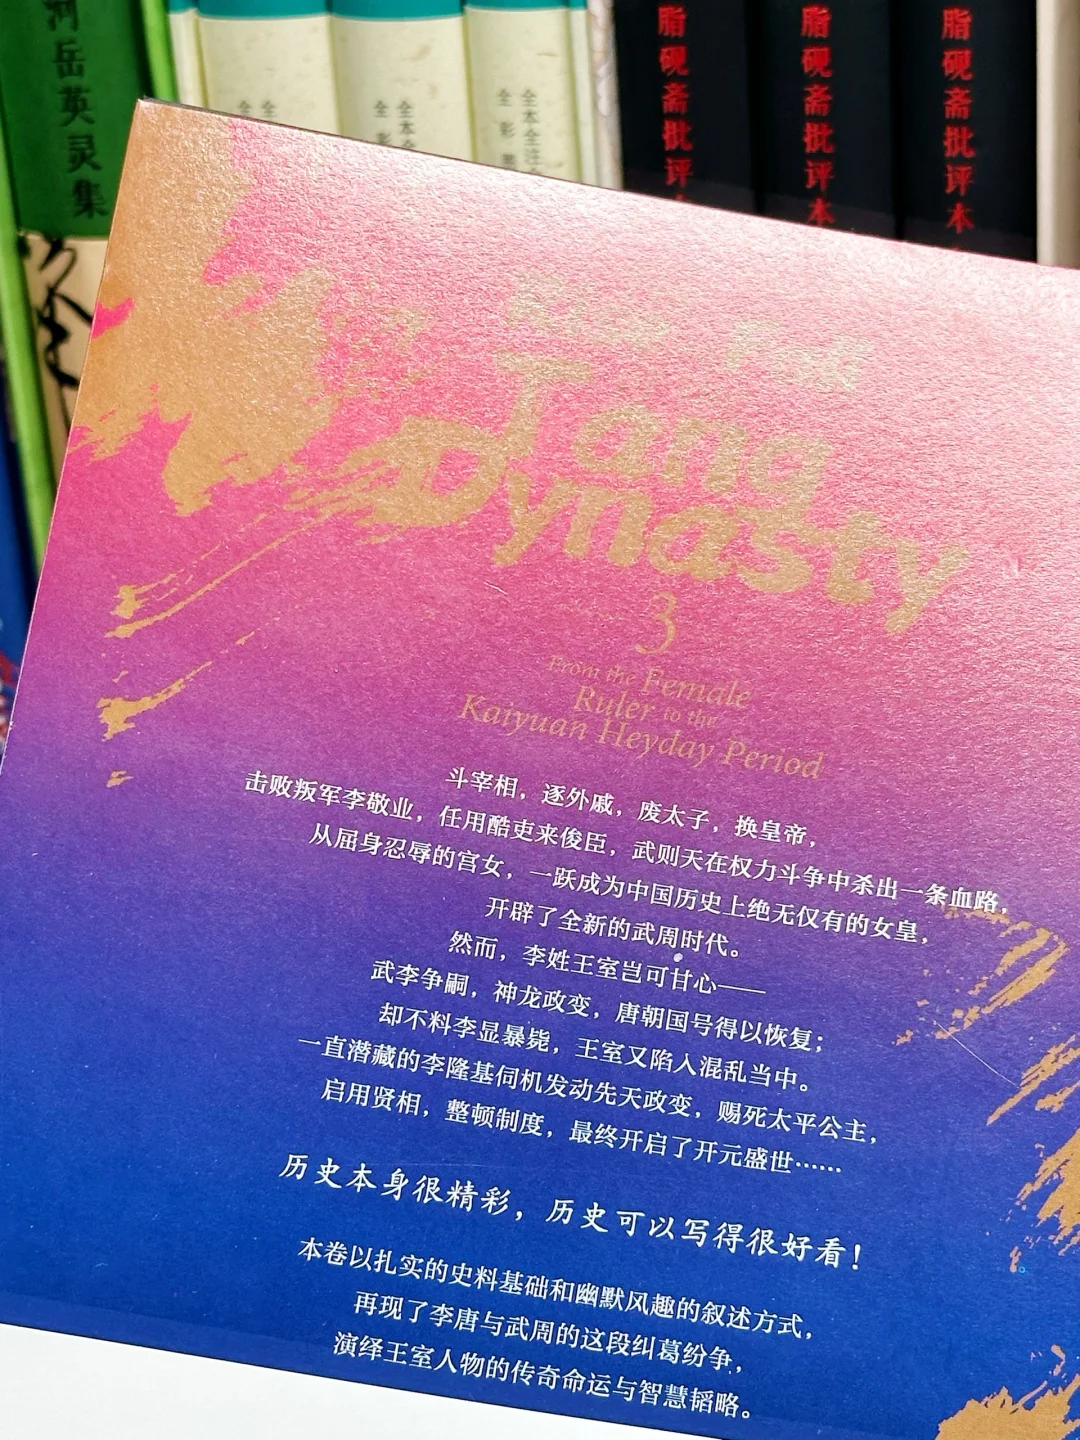 河岳英灵集
全本全注
全
脂砚斋批评本
脂砚斋批评本
脂砚斋批评本
Tang
Dynasty
3
From the Female
Ruler to the
Kaiyuan Heyday Period
斗宰相，逐外戚，废太子，换皇帝，
击败叛军李敬业，任用酷吏来俊臣，武则天在权力斗争中杀出一条血路，
从屈身忍辱的宫女，一跃成为中国历史上绝无仅有的女皇，
开辟了全新的武周时代。
然而，李姓王室岂可甘心——
武李争嗣，神龙政变，唐朝国号得以恢复；
却不料李显暴毙，王室又陷入混乱当中。
一直潜藏的李隆基伺机发动先天政变，赐死太平公主，
启用贤相，整顿制度，最终开启了开元盛世……
历史本身很精彩，历史可以写得很好看！
本卷以扎实的史料基础和幽默风趣的叙述方式，
再现了李唐与武周的这段纠葛纷争，
演绎王室人物的传奇命运与智慧韬略。